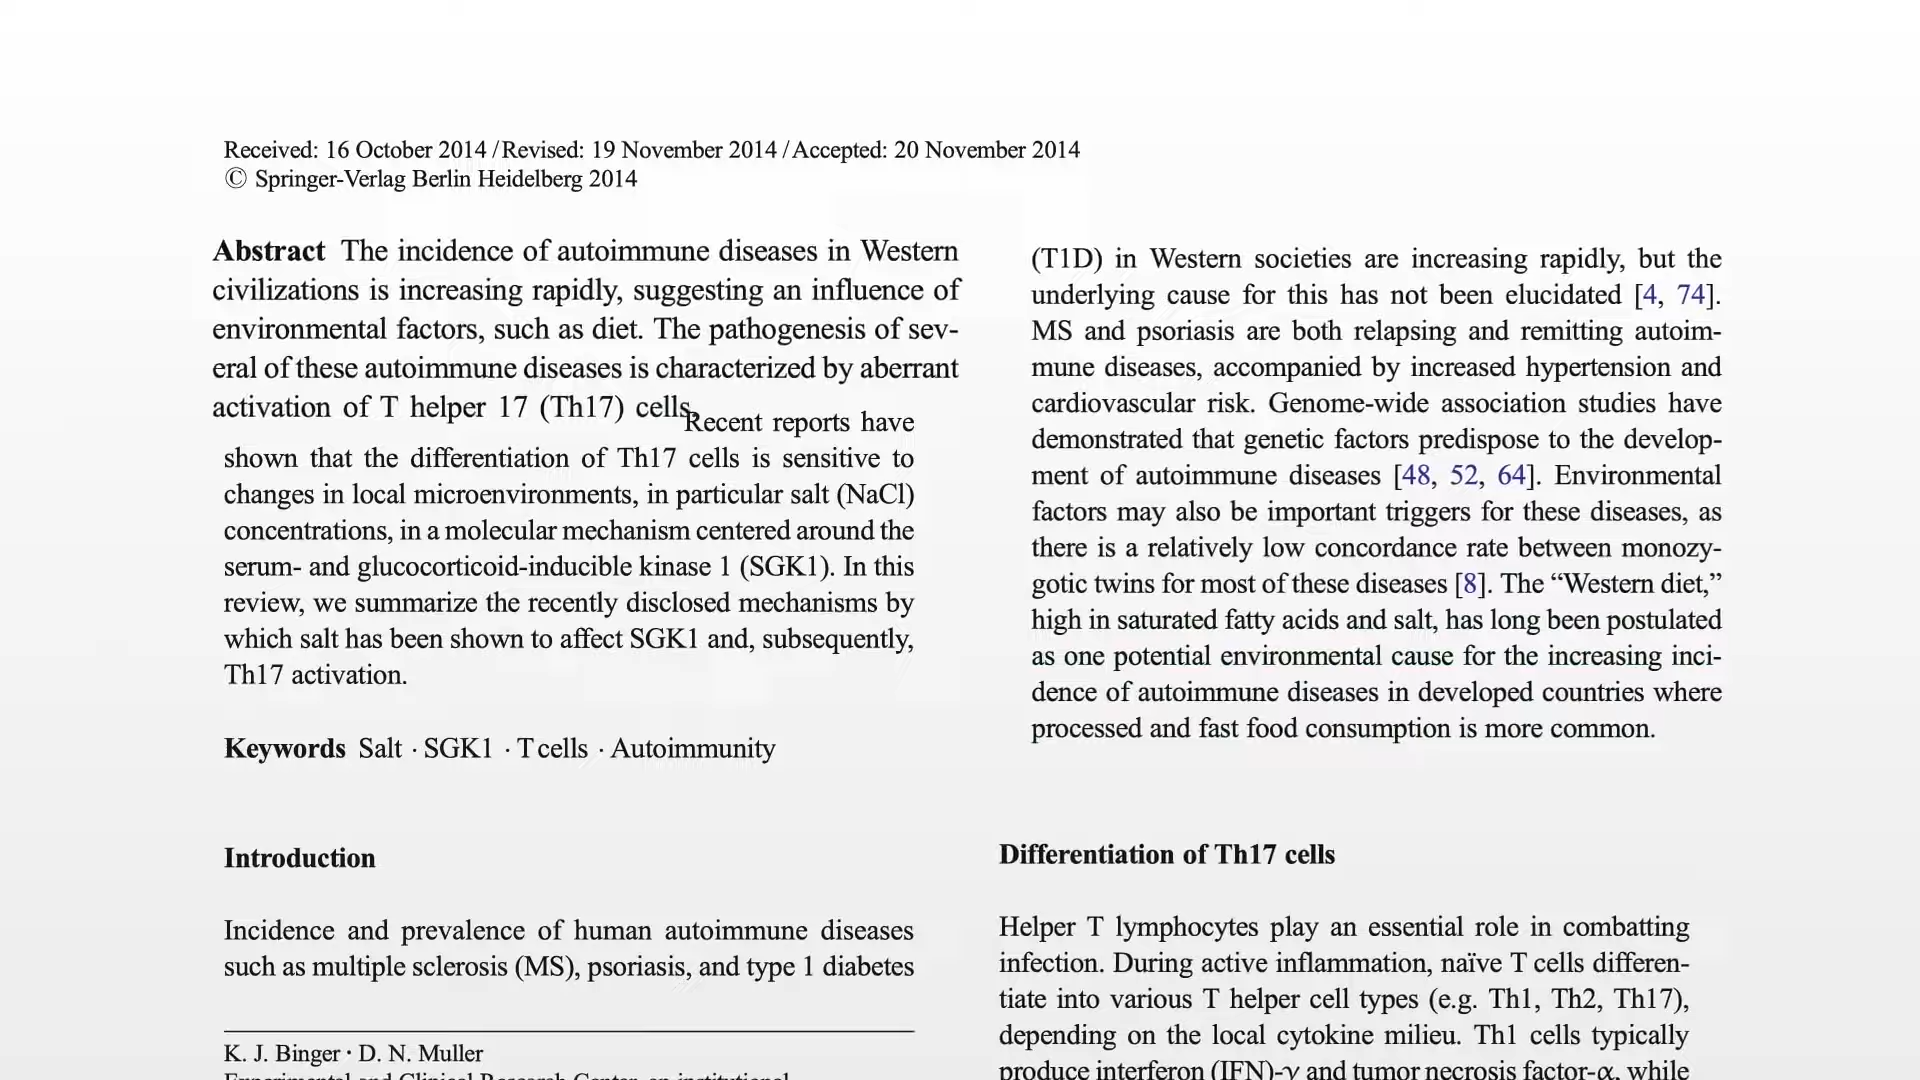 Received: 16 October 2014 / Revised: 19 November 2014 / Accepted: 20 November 2014
© Springer-Verlag Berlin Heidelberg 2014
Abstract The incidence of autoimmune diseases in Western
civilizations is increasing rapidly, suggesting an influence of
environmental factors, such as diet. The pathogenesis of sev-
eral of these autoimmune diseases is characterized by aberrant
activation of T helper 17 (Th17) cells.
Recent reports have
shown that the differentiation of Th17 cells is sensitive to
changes in local microenvironments, in particular salt (NaCl)
concentrations, in a molecular mechanism centered around the
serum- and glucocorticoid-inducible kinase 1 (SGK1). In this
review, we summarize the recently disclosed mechanisms by
which salt has been shown to affect SGK1 and, subsequently,
Th17 activation.
Keywords Salt · SGK1 · T cells · Autoimmunity
Introduction
Incidence and prevalence of human autoimmune diseases
such as multiple sclerosis (MS), psoriasis, and type 1 diabetes
K. J. Binger · D. N. Muller
Experimental and Clinical Research Center, an institutional
(T1D) in Western societies are increasing rapidly, but the
underlying cause for this has not been elucidated [4, 74].
MS and psoriasis are both relapsing and remitting autoim-
mune diseases, accompanied by increased hypertension and
cardiovascular risk. Genome-wide association studies have
demonstrated that genetic factors predispose to the develop-
ment of autoimmune diseases [48, 52, 64]. Environmental
factors may also be important triggers for these diseases, as
there is a relatively low concordance rate between monozy-
gotic twins for most of these diseases [8]. The “Western diet,”
high in saturated fatty acids and salt, has long been postulated
as one potential environmental cause for the increasing inci-
dence of autoimmune diseases in developed countries where
processed and fast food consumption is more common.
Differentiation of Th17 cells
Helper T lymphocytes play an essential role in combatting
infection. During active inflammation, naïve T cells differen-
tiate into various T helper cell types (e.g. Th1, Th2, Th17),
depending on the local cytokine milieu. Th1 cells typically
produce interferon (IFN)-γ and tumor necrosis factor-α, while